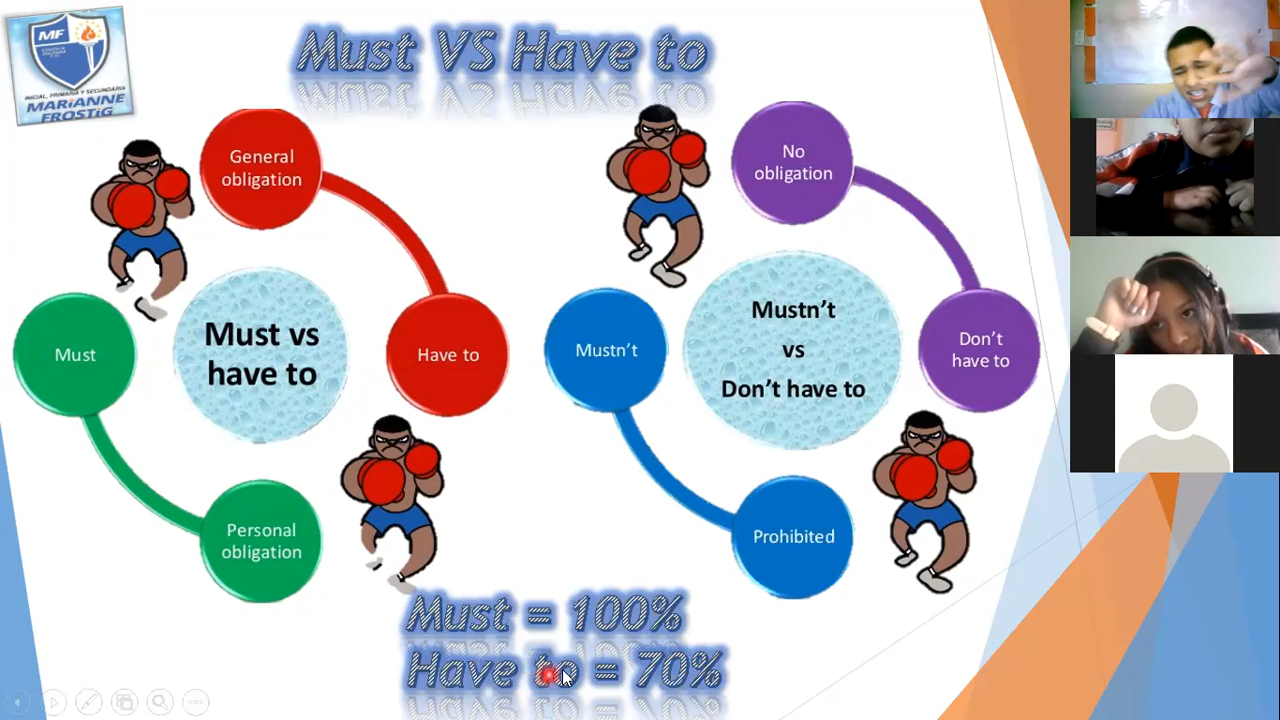 MF
INICIAL, PRIMARIA Y SECUNDARIA
MARIANNE
FROSTIG
Must VS Have to
General
obligation
Must
Must vs
have to
Have to
Personal
obligation
No
obligation
Mustn't
Mustn't
vs
Don't have to
Don't
have to
Prohibited
Must = 100%
Have to = 70%